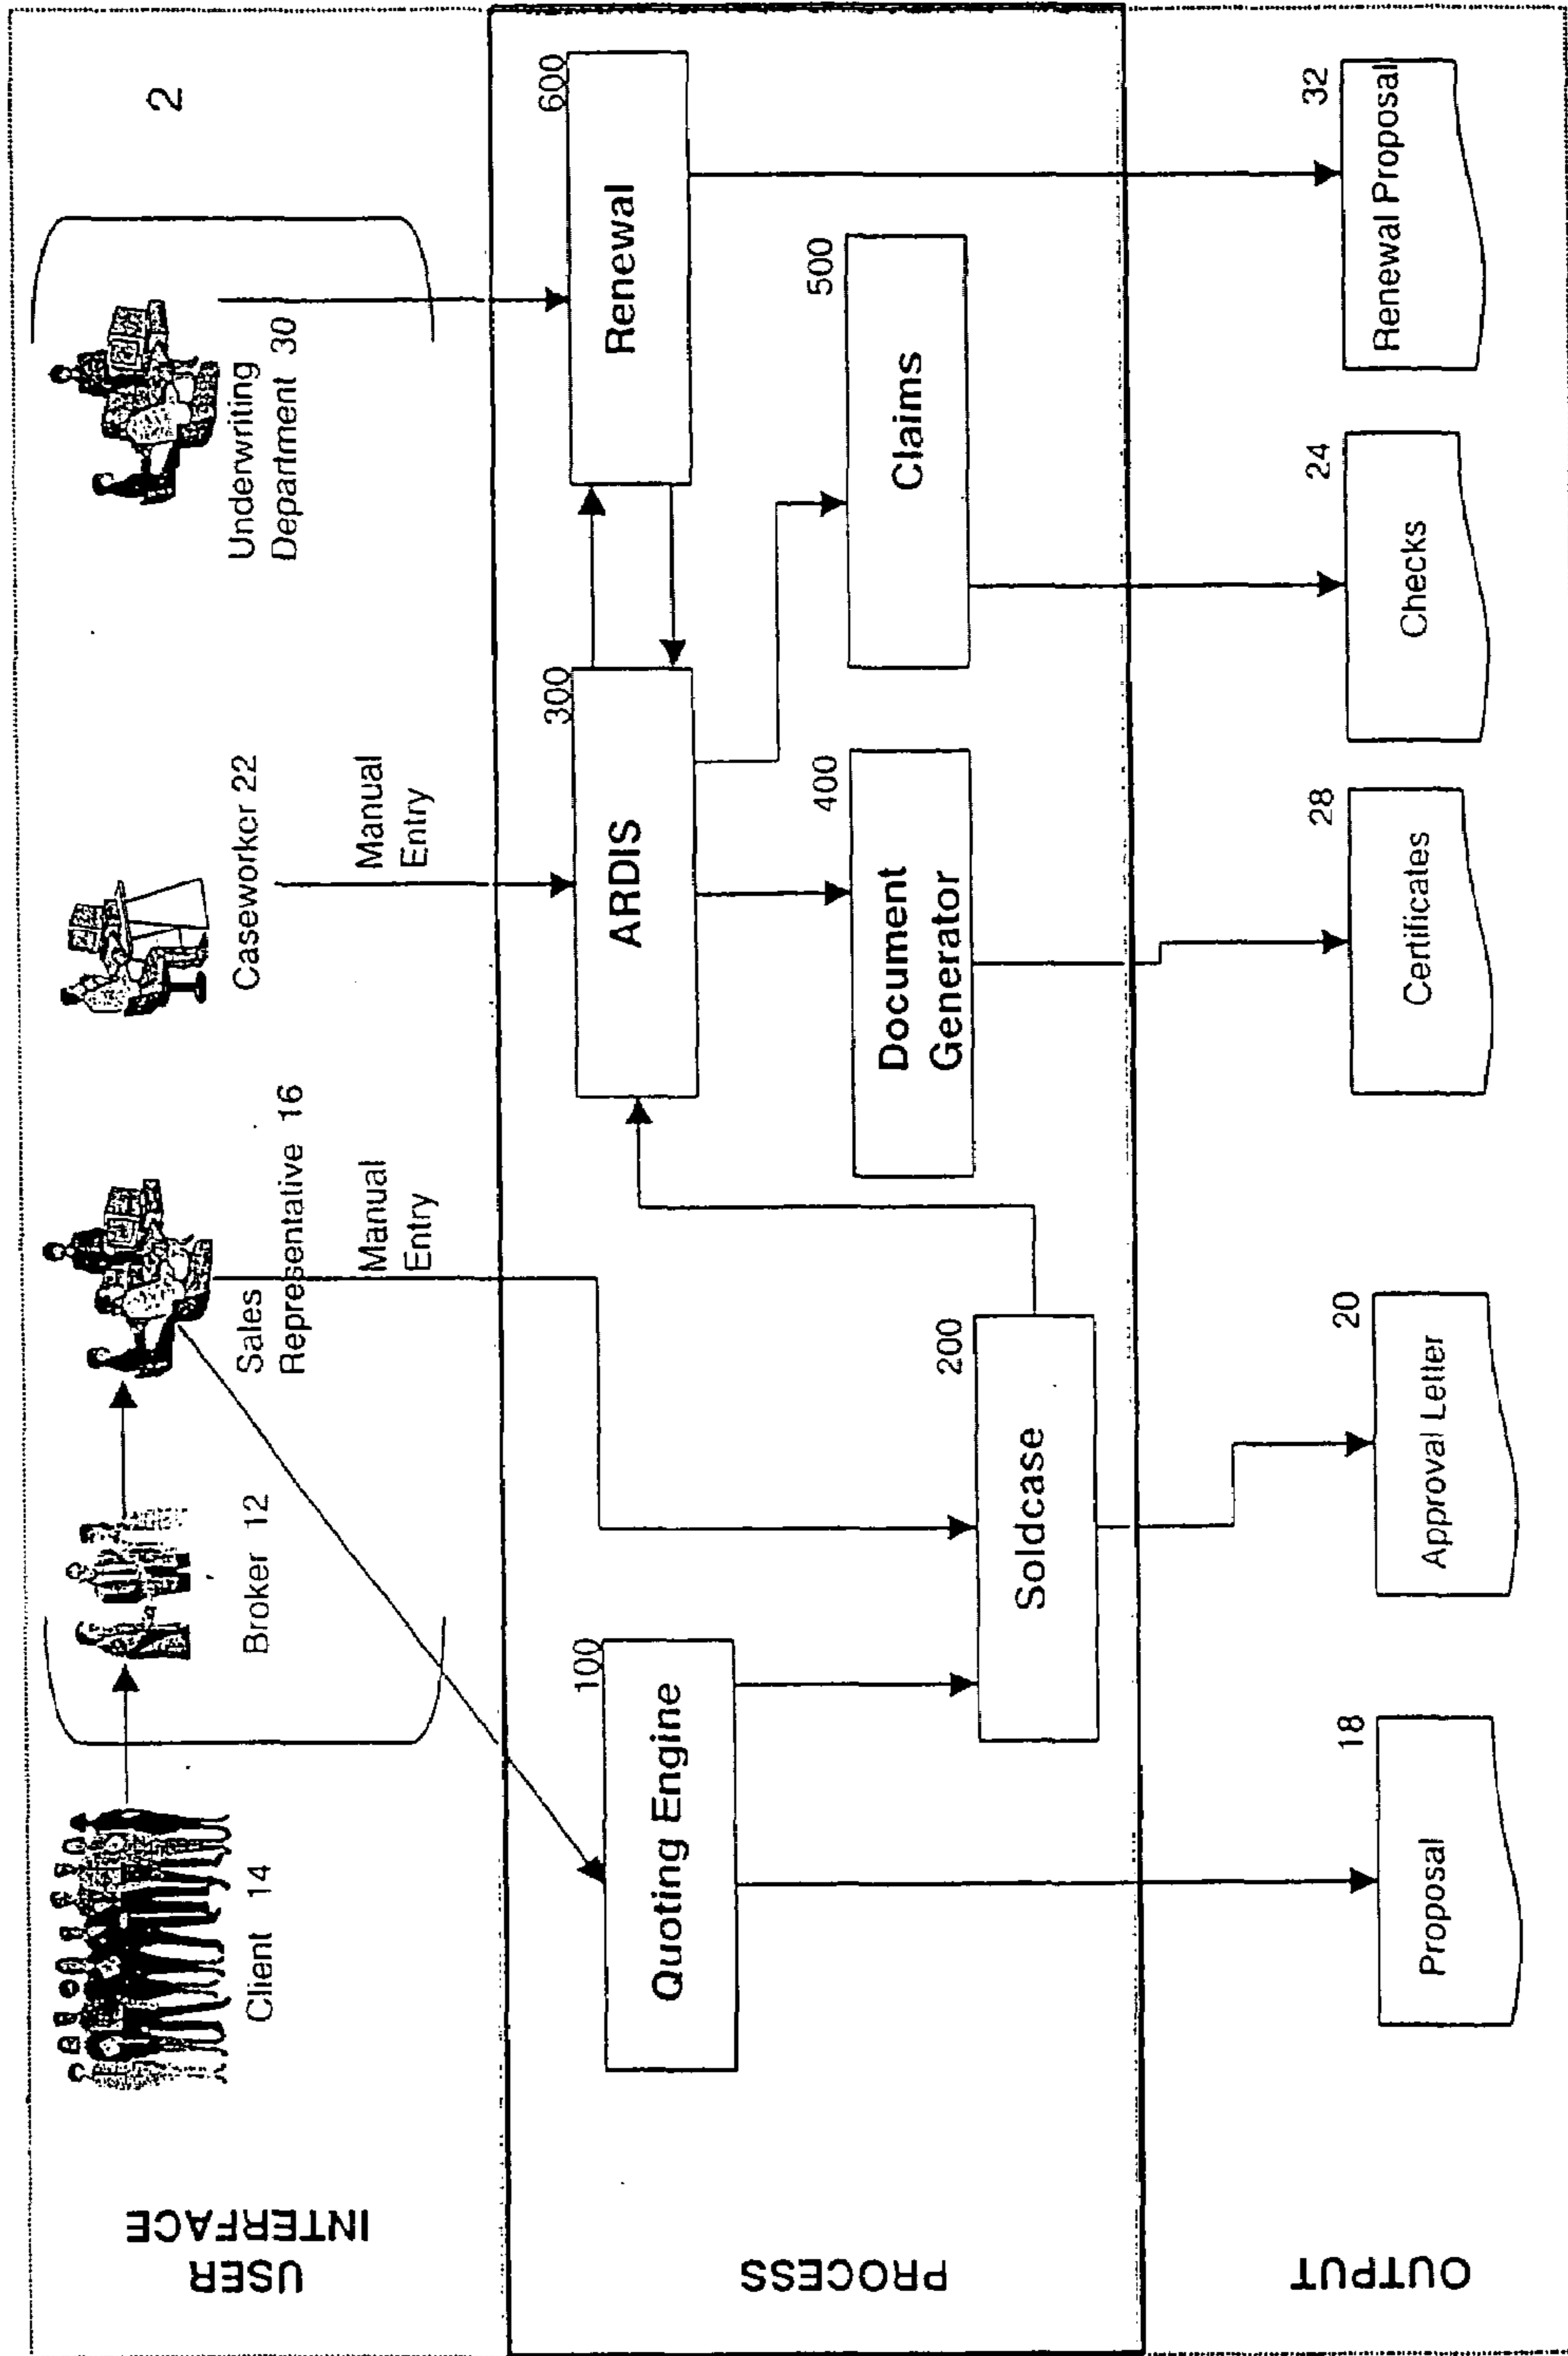 USER
INTERFACE
2
Client 14
Broker 12
Sales
Representative 16
Manual
Entry
Caseworker 22
Manual
Entry
Underwriting
Department 30
PROCESS
100
Quoting Engine
200
Soldcase
300
ARDIS
400
Document
Generator
500
Claims
600
Renewal
OUTPUT
18
Proposal
20
Approval Letter
28
Certificates
24
Checks
32
Renewal Proposal